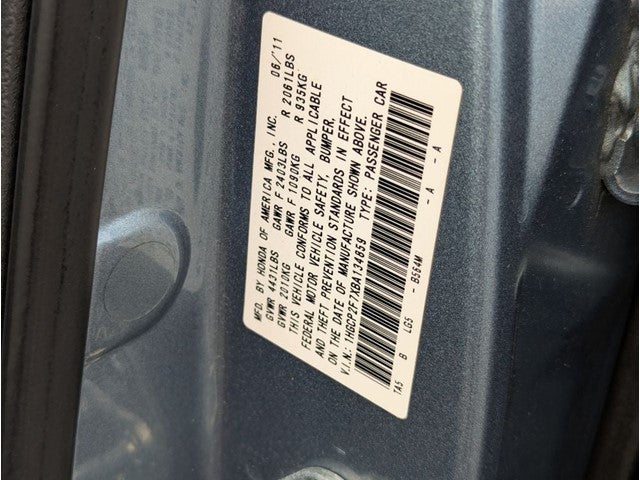 MFD. BY HONDA OF AMERICA MFG., INC. 06/'11
GVWR 4431LBS GAWR F 2403LBS R 2061LBS
GVWR 2010KG GAWR F 1090KG R 935KG
THIS VEHICLE CONFORMS TO ALL APPLICABLE
FEDERAL MOTOR VEHICLE SAFETY, BUMPER,
AND THEFT PREVENTION STANDARDS IN EFFECT
ON THE DATE OF MANUFACTURE SHOWN ABOVE.
V.I.N.: 1HGCP2F7XBA134859 TYPE: PASSENGER CAR
TA5 B LG5 - B564M - A - A